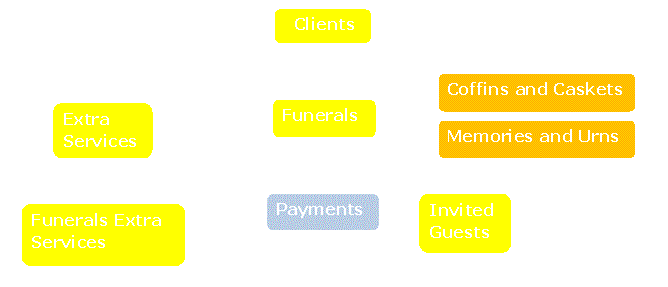 Clients
Coffins and Caskets
Extra
Services
Funerals
Memories and Urns
Funerals Extra
Services
Payments
Invited
Guests